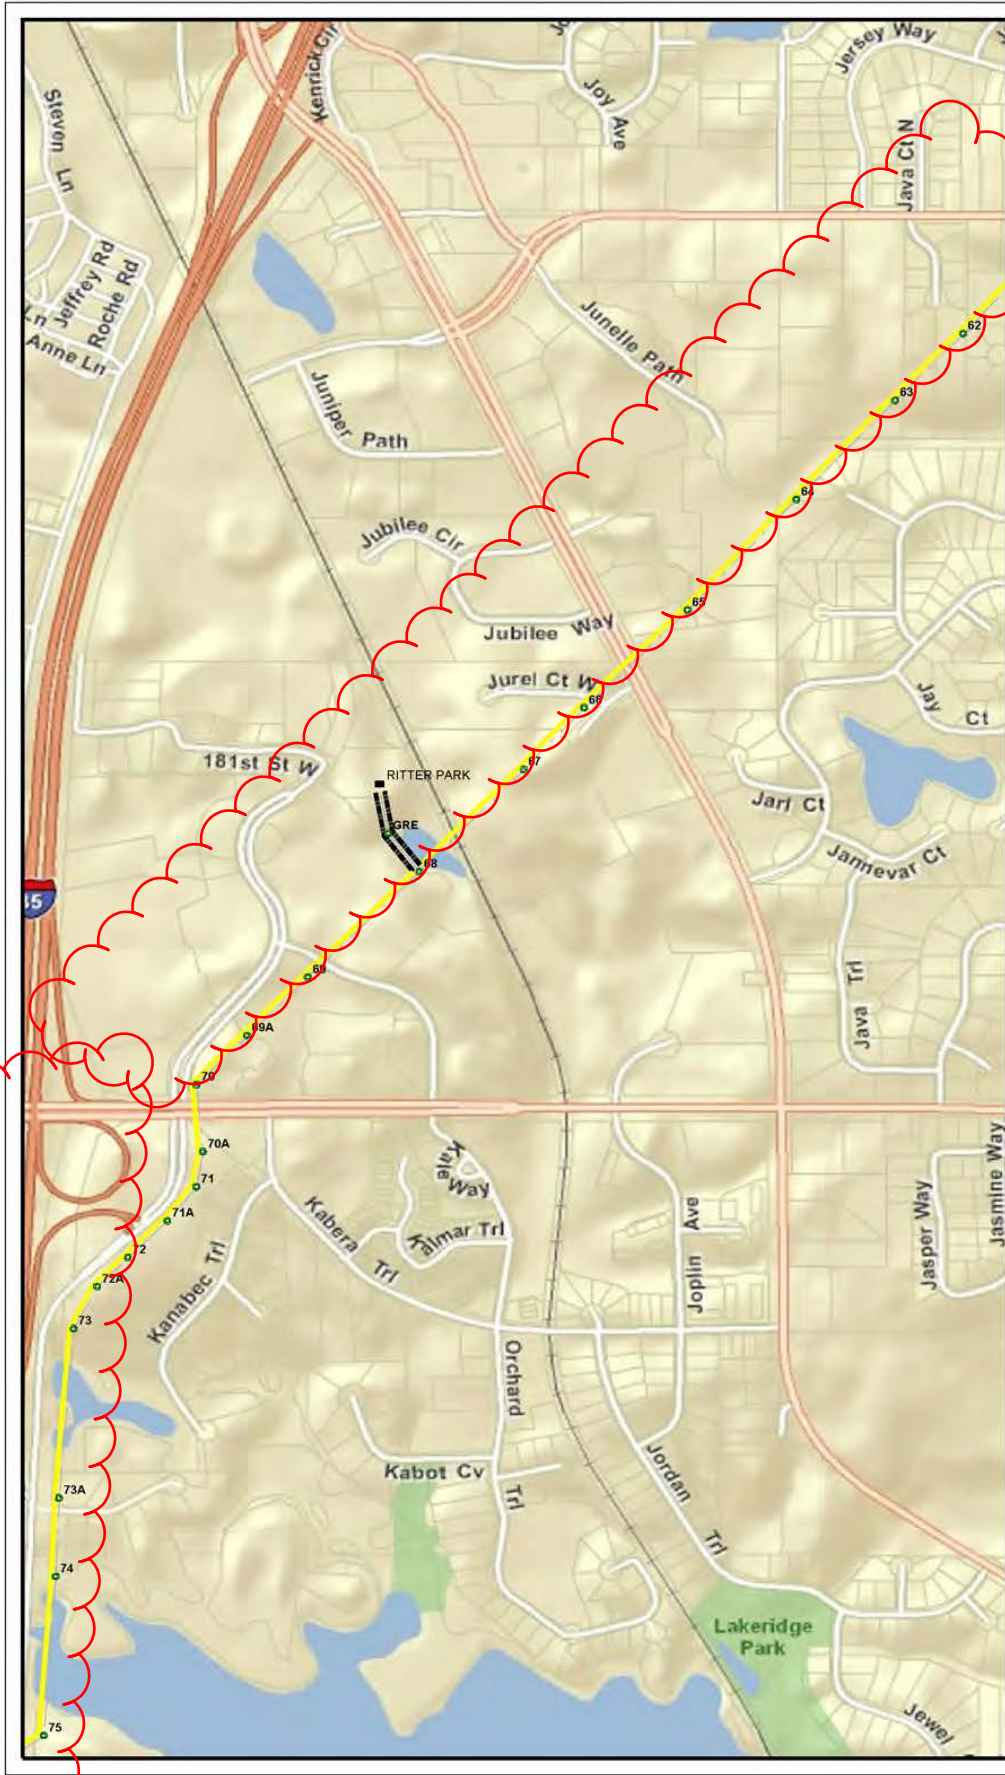 Kenrick Cir
Jersey Way
Steven Ln
Joy Ave
Java Ct N
Jeffrey Rd
Roche Rd
Ln
Anne Ln
Junelle Path
62
Juniper Path
63
64
Jubilee Cir
65
Jubilee Way
Jurel Ct W
66
Jay Ct
181st St W
67
RITTER PARK
Jarl Ct
GRE
Jannevar Ct
68
35
69
Java Trl
69A
70
70A
Kale Way
71
Jasmine Way
71A
Kabera Trl
Kalmar Trl
Joplin Ave
Jasper Way
72
72A
Kanabec Trl
73
Orchard Trl
Kabot Cv
Jordan Trl
73A
74
Lakeridge
Park
75
Jewel